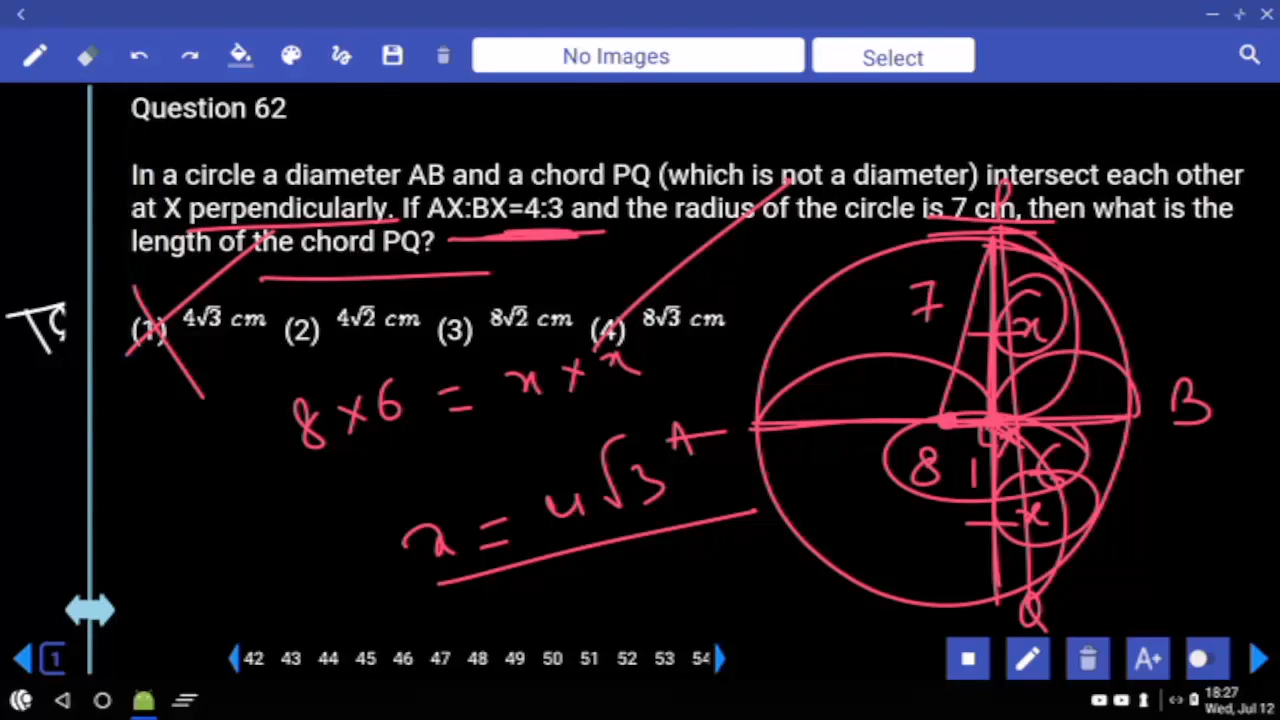 No Images
Select
Question 62
In a circle a diameter AB and a chord PQ (which is not a diameter) intersect each other
at X perpendicularly. If AX:BX=4:3 and the radius of the circle is 7 cm, then what is the
length of the chord PQ?
(1) 4√3 cm (2) 4√2 cm (3) 8√2 cm (4) 8√3 cm
8 × 6 = x × x
x = 4√3
A
B
7
x
8 1 6
x
Q
1
42 43 44 45 46 47 48 49 50 51 52 53
A+
18:27
Wed, Jul 12